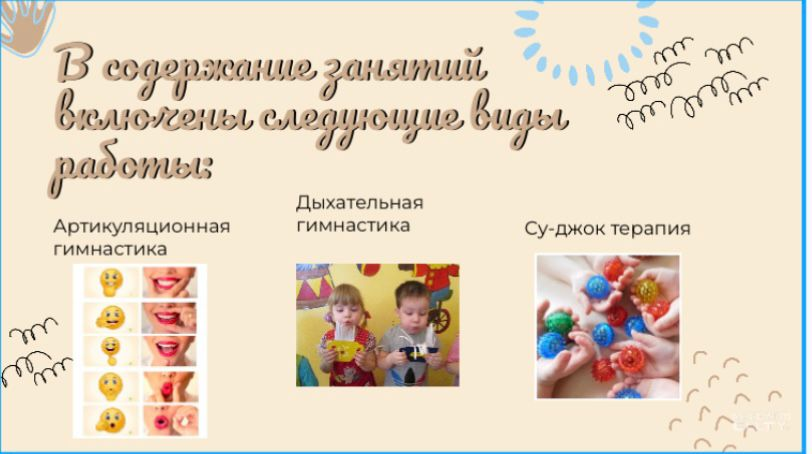 В содержание занятий
включены следующие виды
работы:
Дыхательная
гимнастика
Артикуляционная
гимнастика
Су-джок терапия